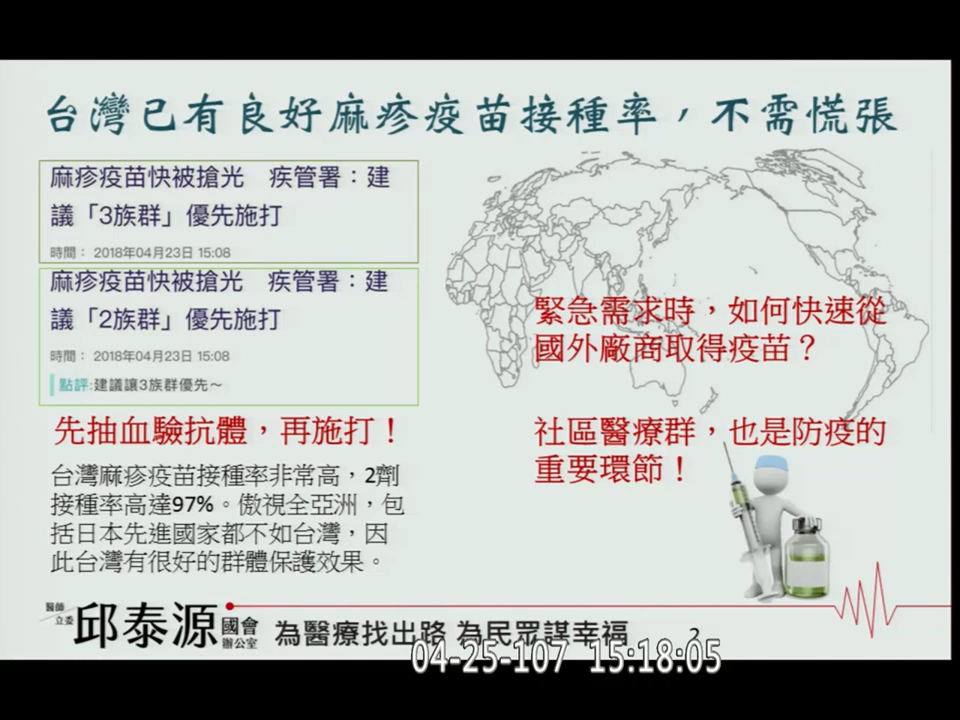 台灣已有良好麻疹疫苗接種率，不需慌張
麻疹疫苗快被搶光　疾管署：建
議「3族群」優先施打
時間： 2018年04月23日 15:08
麻疹疫苗快被搶光　疾管署：建
議「2族群」優先施打
時間： 2018年04月23日 15:08
點評:建議讓3族群優先～
先抽血驗抗體，再施打！
台灣麻疹疫苗接種率非常高，2劑
接種率高達97%。傲視全亞洲，包
括日本先進國家都不如台灣，因
此台灣有很好的群體保護效果。
緊急需求時，如何快速從
國外廠商取得疫苗？
社區醫療群，也是防疫的
重要環節！
醫師
立委
邱泰源
國會
辦公室
為醫療找出路 為民眾謀幸福
2
04-25-107 15:18:05